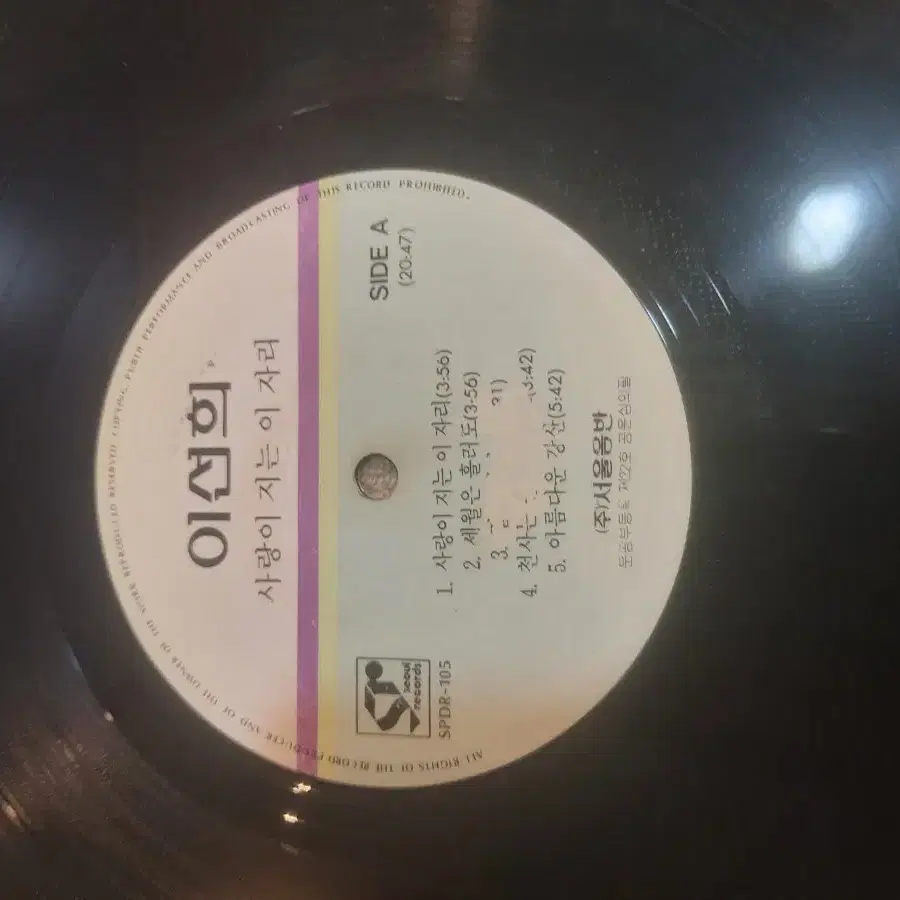 이선희
사랑이 지는 이 자리
SIDE A
(20:47)
seoul
records
SPDR-105
1. 사랑이 지는 이 자리(3:56)
2. 세월은 흘러도(3:56)
3.
4. 천사는 :42)
5. 아름다운 강산(5:42)
(주)서울음반
ALL RIGHTS OF THE RECORD PRODUCER AND OF THE OWNER OF THE WORK REPRODUCED RESERVED COPYING, PUBLIC PERFORMANCE AND BROADCASTING OF THIS RECORD PROHIBITED.